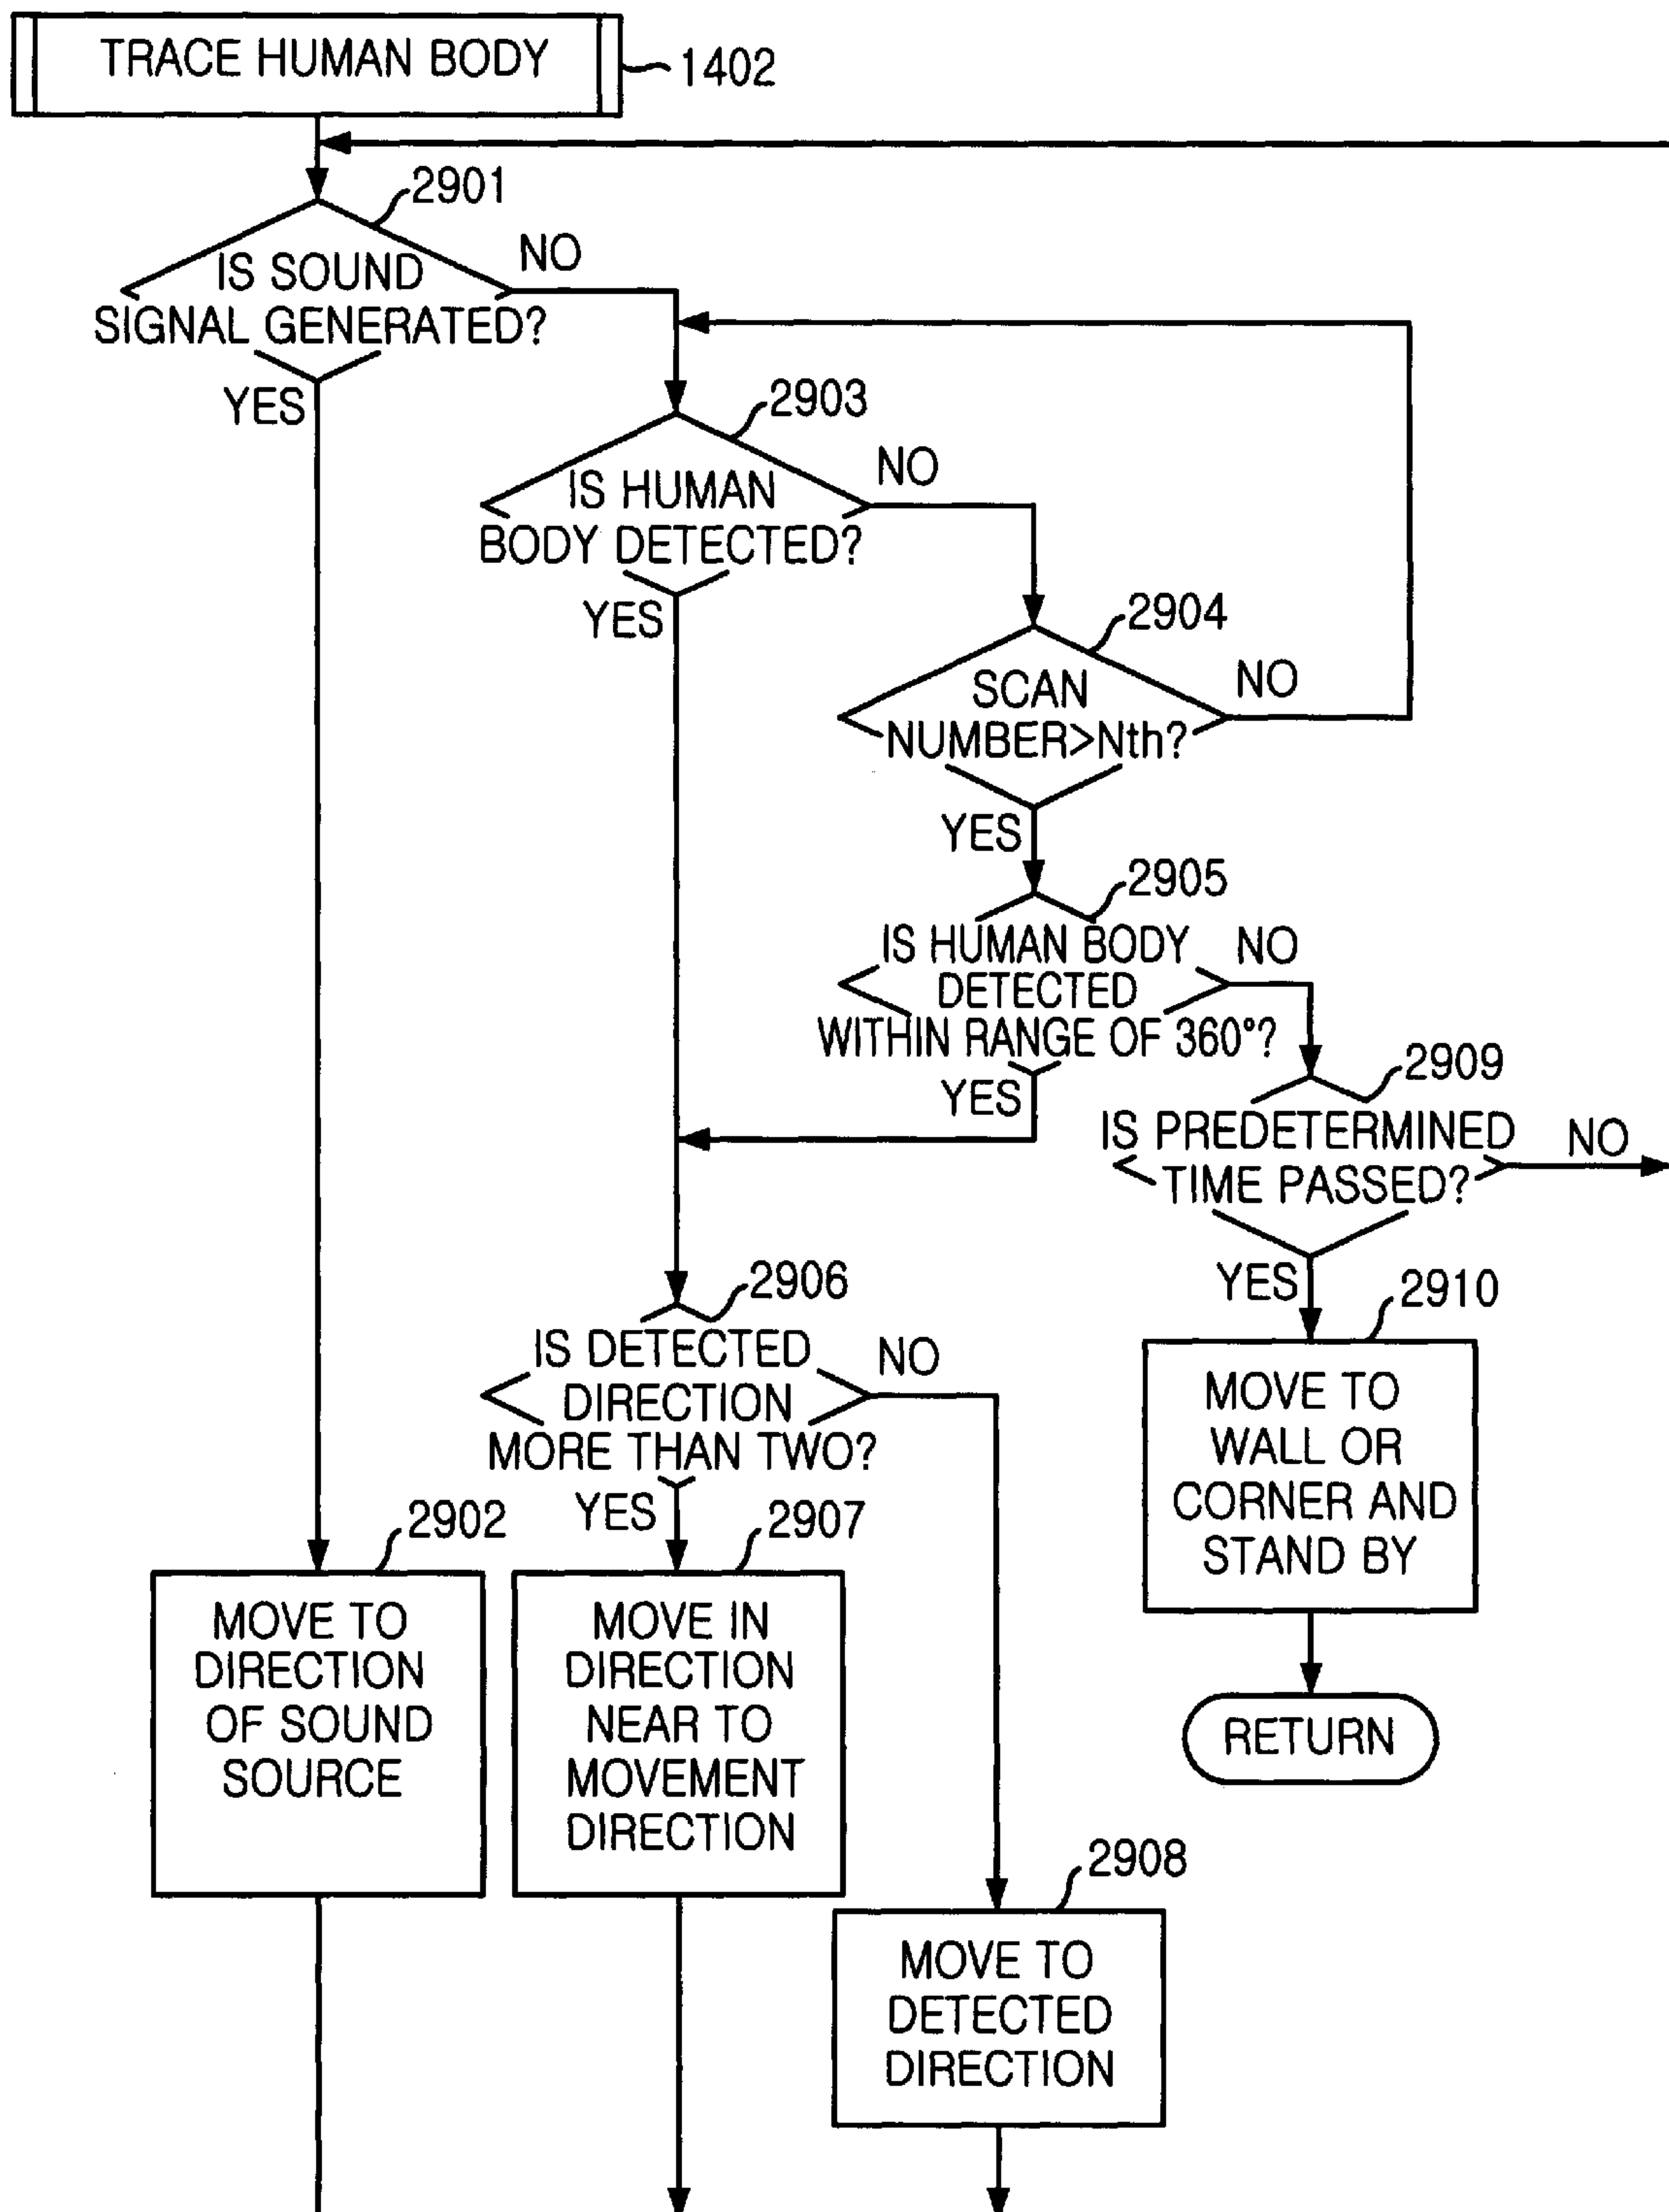 TRACE HUMAN BODY
1402
2901
IS SOUND
SIGNAL GENERATED?
NO
YES
2903
IS HUMAN
BODY DETECTED?
NO
YES
2904
SCAN
NUMBER>Nth?
NO
YES
2905
IS HUMAN BODY
DETECTED
WITHIN RANGE OF 360°?
NO
YES
2909
IS PREDETERMINED
TIME PASSED?
NO
YES
2906
IS DETECTED
DIRECTION
MORE THAN TWO?
NO
YES
2910
MOVE TO
WALL OR
CORNER AND
STAND BY
RETURN
2902
MOVE TO
DIRECTION
OF SOUND
SOURCE
2907
MOVE IN
DIRECTION
NEAR TO
MOVEMENT
DIRECTION
2908
MOVE TO
DETECTED
DIRECTION